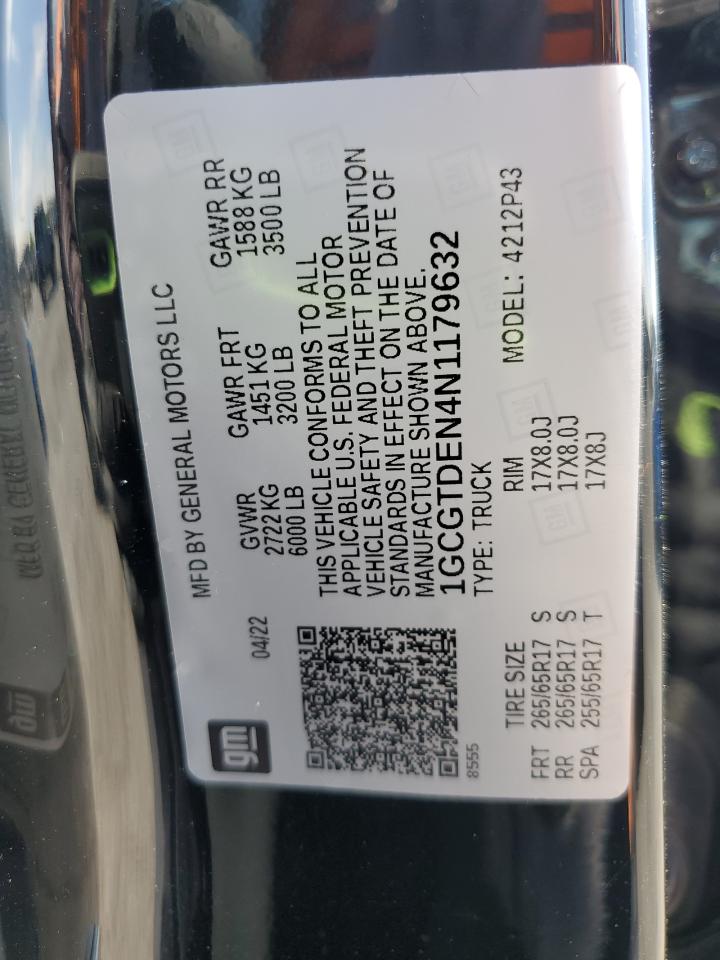 gm
MFD BY GENERAL MOTORS LLC
04/22
GVWR GAWR FRT GAWR RR
2722 KG 1451 KG 1588 KG
6000 LB 3200 LB 3500 LB
THIS VEHICLE CONFORMS TO ALL
APPLICABLE U.S. FEDERAL MOTOR
VEHICLE SAFETY AND THEFT PREVENTION
STANDARDS IN EFFECT ON THE DATE OF
MANUFACTURE SHOWN ABOVE.
1GCGTDEN4N1179632
8555 TYPE: TRUCK MODEL: 4212P43
TIRE SIZE RIM
FRT 265/65R17 S 17X8.0J
RR 265/65R17 S 17X8.0J
SPA 255/65R17 T 17X8J